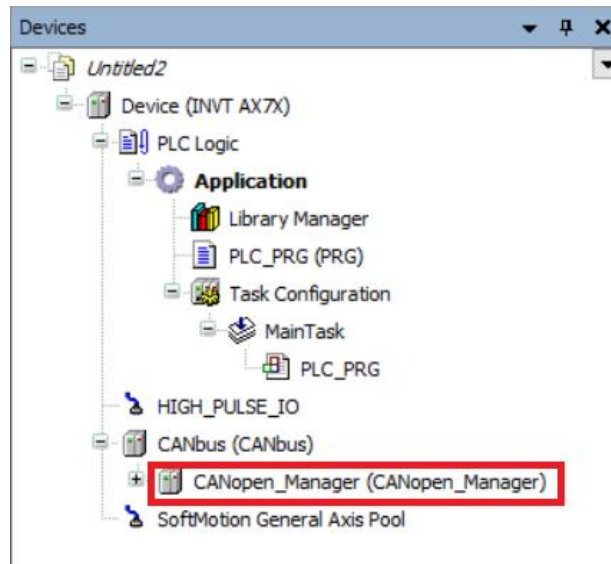 Devices
Untitled2
Device (INVT AX7X)
PLC Logic
Application
Library Manager
PLC_PRG (PRG)
Task Configuration
MainTask
PLC_PRG
HIGH_PULSE_IO
CANbus (CANbus)
CANopen_Manager (CANopen_Manager)
SoftMotion General Axis Pool